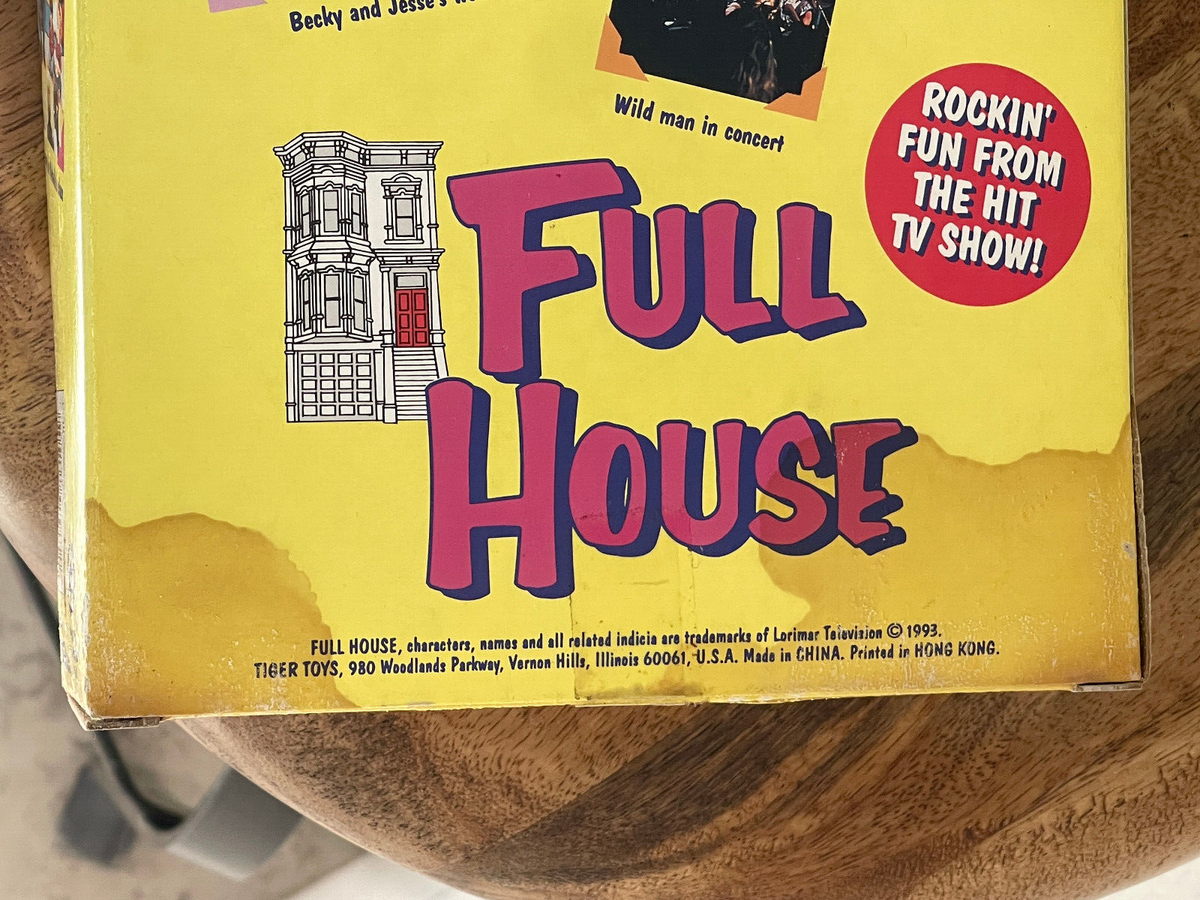 Becky and Jesse's
Wild man in concert
ROCKIN'
FUN FROM
THE HIT
TV SHOW!
FULL
HOUSE
FULL HOUSE, characters, names and all related indicia are trademarks of Lorimar Television © 1993.
TIGER TOYS, 980 Woodlands Parkway, Vernon Hills, Illinois 60061, U.S.A. Made in CHINA. Printed in HONG KONG.